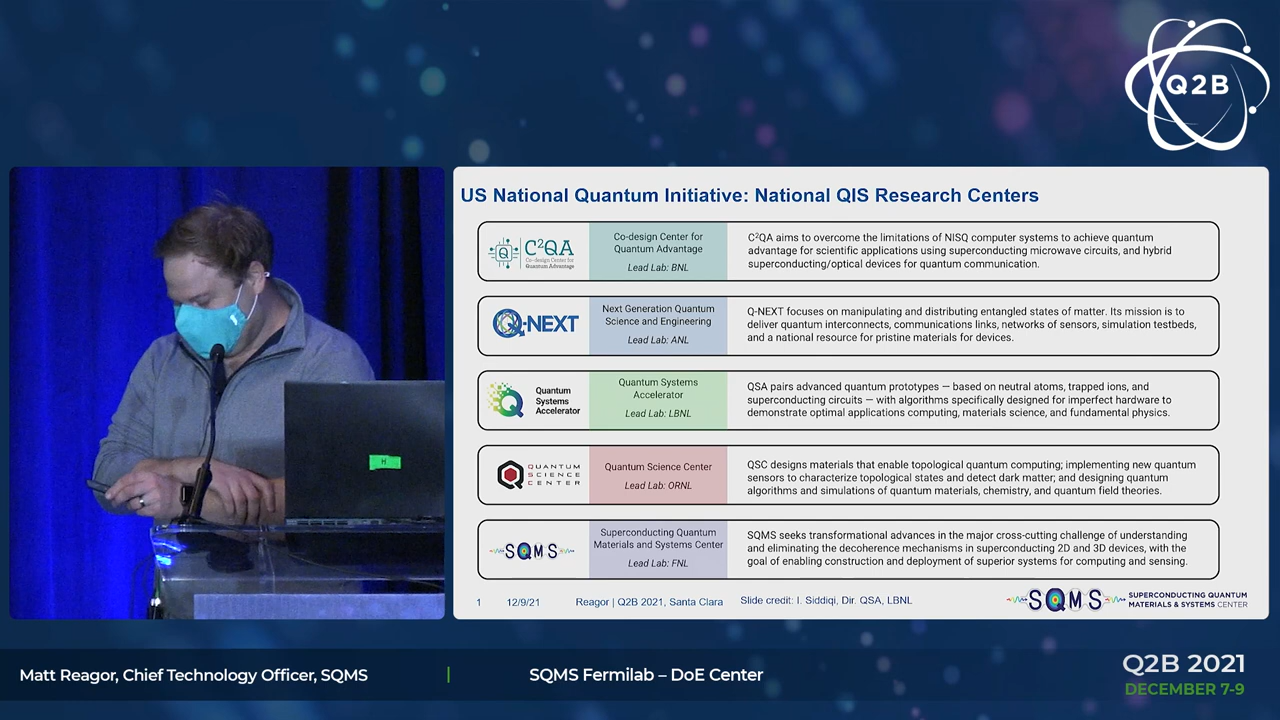 Q2B
US National Quantum Initiative: National QIS Research Centers
C²QA
Co-design Center for
Quantum Advantage
Co-design Center for
Quantum Advantage
Lead Lab: BNL
C²QA aims to overcome the limitations of NISQ computer systems to achieve quantum
advantage for scientific applications using superconducting microwave circuits, and hybrid
superconducting/optical devices for quantum communication.
Q-NEXT
Next Generation Quantum
Science and Engineering
Lead Lab: ANL
Q-NEXT focuses on manipulating and distributing entangled states of matter. Its mission is to
deliver quantum interconnects, communications links, networks of sensors, simulation testbeds,
and a national resource for pristine materials for devices.
Quantum
Systems
Accelerator
Quantum Systems
Accelerator
Lead Lab: LBNL
QSA pairs advanced quantum prototypes — based on neutral atoms, trapped ions, and
superconducting circuits — with algorithms specifically designed for imperfect hardware to
demonstrate optimal applications computing, materials science, and fundamental physics.
QUANTUM
SCIENCE
CENTER
Quantum Science Center
Lead Lab: ORNL
QSC designs materials that enable topological quantum computing; implementing new quantum
sensors to characterize topological states and detect dark matter; and designing quantum
algorithms and simulations of quantum materials, chemistry, and quantum field theories.
SQMS
Superconducting Quantum
Materials and Systems Center
Lead Lab: FNL
SQMS seeks transformational advances in the major cross-cutting challenge of understanding
and eliminating the decoherence mechanisms in superconducting 2D and 3D devices, with the
goal of enabling construction and deployment of superior systems for computing and sensing.
1 12/9/21 Reagor | Q2B 2021, Santa Clara Slide credit: I. Siddiqi, Dir. QSA, LBNL
SQMS
SUPERCONDUCTING QUANTUM
MATERIALS & SYSTEMS CENTER
Matt Reagor, Chief Technology Officer, SQMS | SQMS Fermilab – DoE Center
Q2B 2021
DECEMBER 7-9